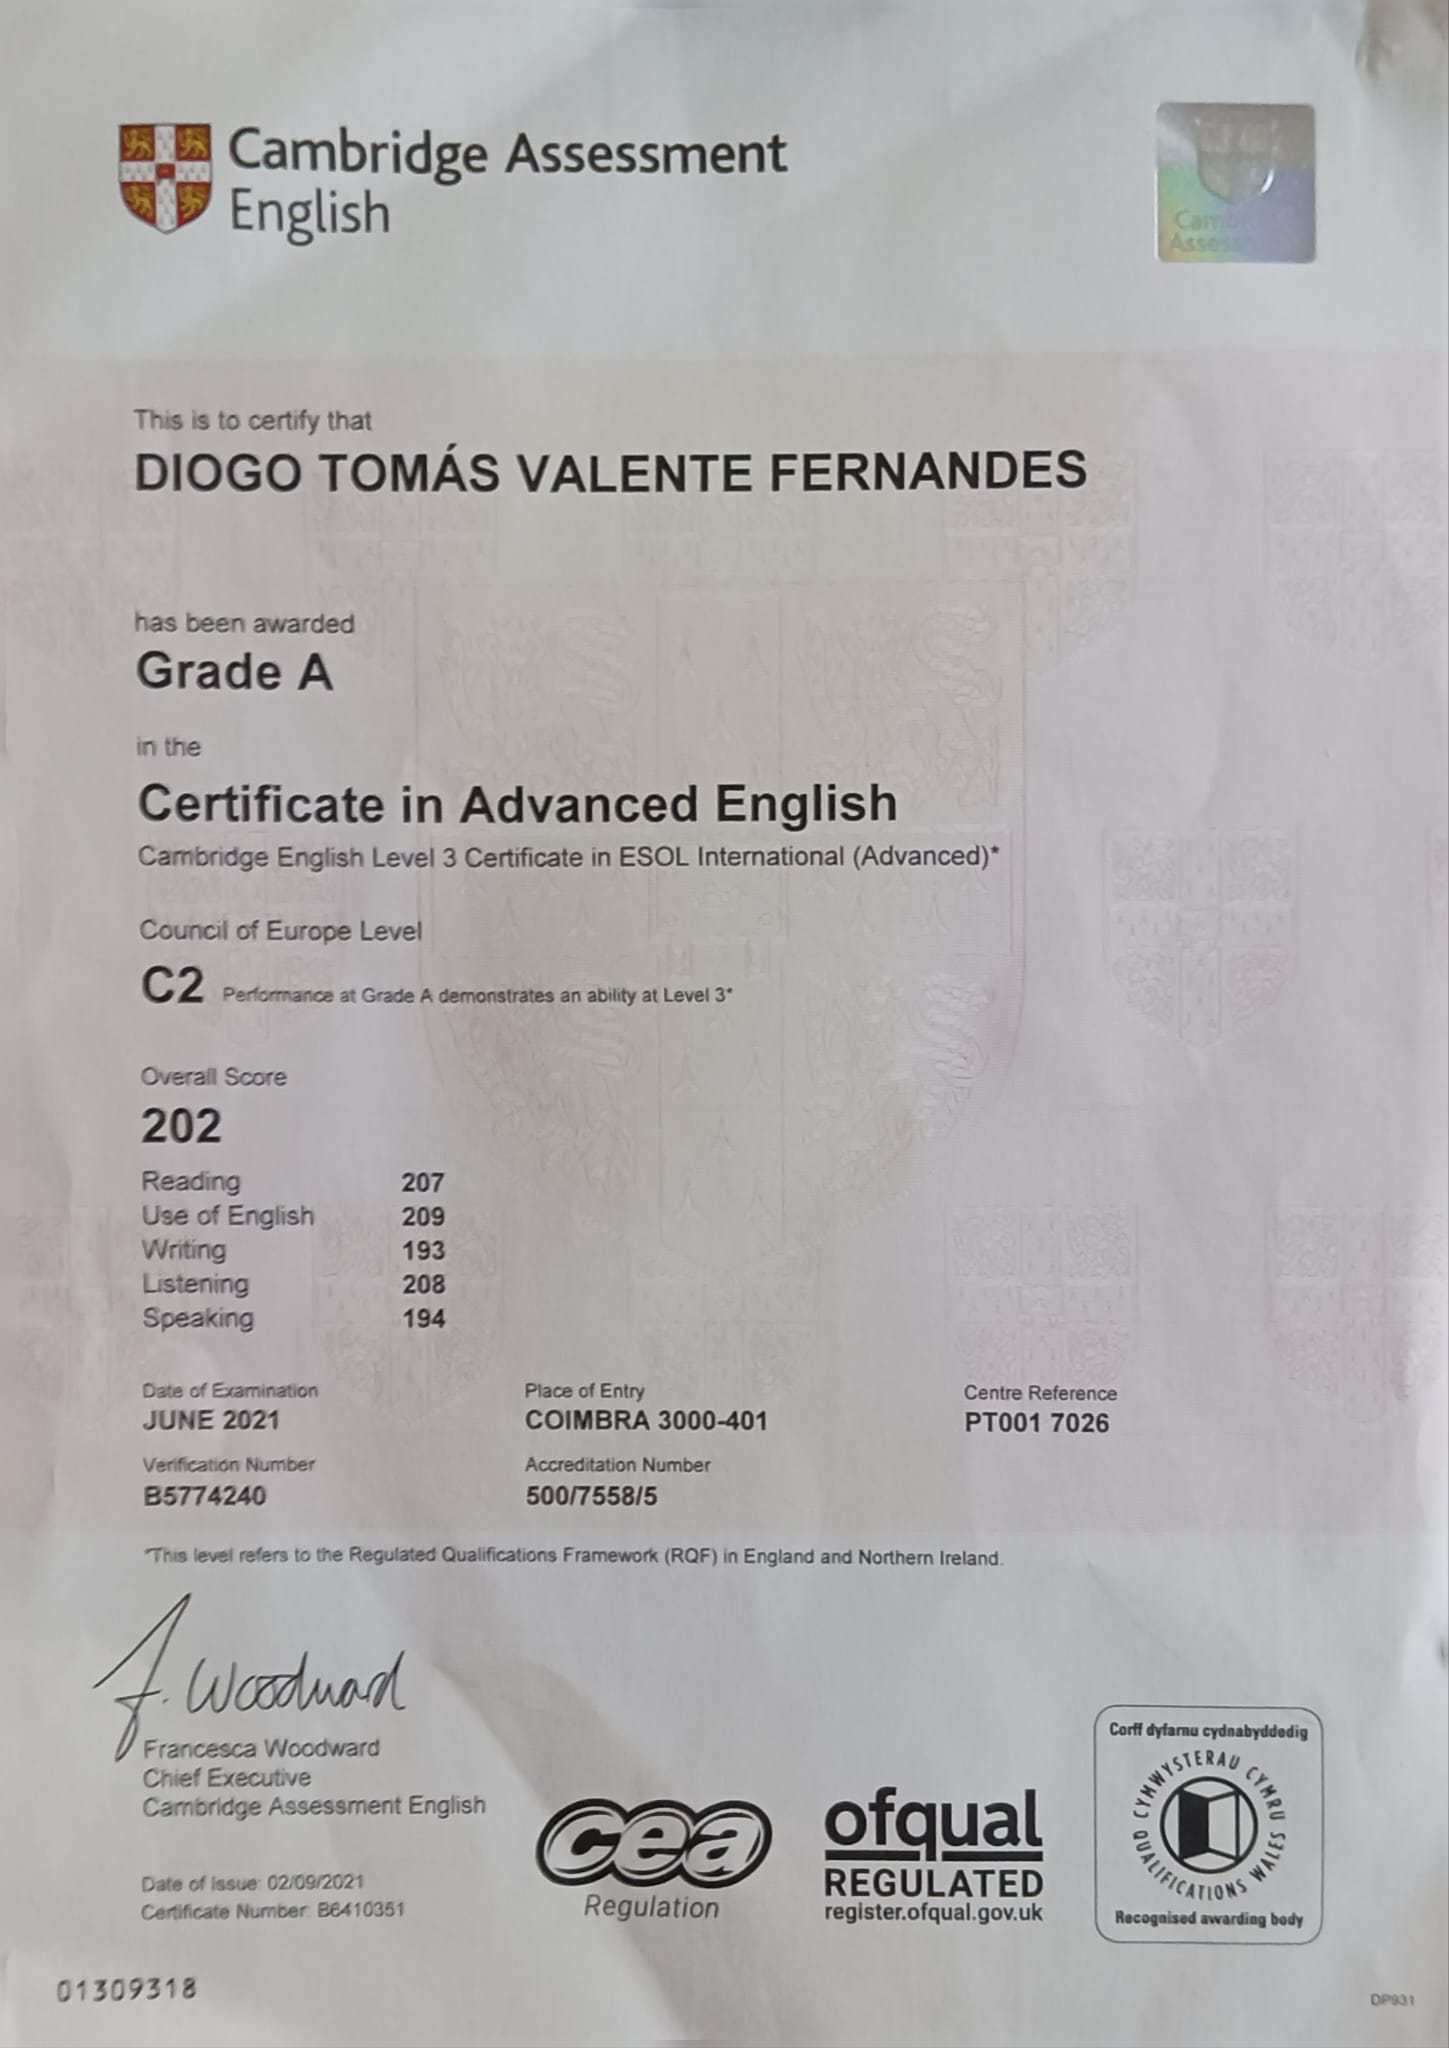 Cambridge Assessment
English
This is to certify that
DIOGO TOMÁS VALENTE FERNANDES
has been awarded
Grade A
in the
Certificate in Advanced English
Cambridge English Level 3 Certificate in ESOL International (Advanced)*
Council of Europe Level
C2 Performance at Grade A demonstrates an ability at Level 3*
Overall Score
202
Reading 207
Use of English 209
Writing 193
Listening 208
Speaking 194
Date of Examination Place of Entry Centre Reference
JUNE 2021 COIMBRA 3000-401 PT001 7026
Verification Number Accreditation Number
B5774240 500/7558/5
*This level refers to the Regulated Qualifications Framework (RQF) in England and Northern Ireland.
F. Woodward
Francesca Woodward
Chief Executive
Cambridge Assessment English
Date of Issue: 02/09/2021
Certificate Number: B6410351
cea
Regulation
ofqual
REGULATED
register.ofqual.gov.uk
Corff dyfarnu cydnabyddedig
CYMWYSTERAU CYMRU
QUALIFICATIONS WALES
Recognised awarding body
01309318
DP931